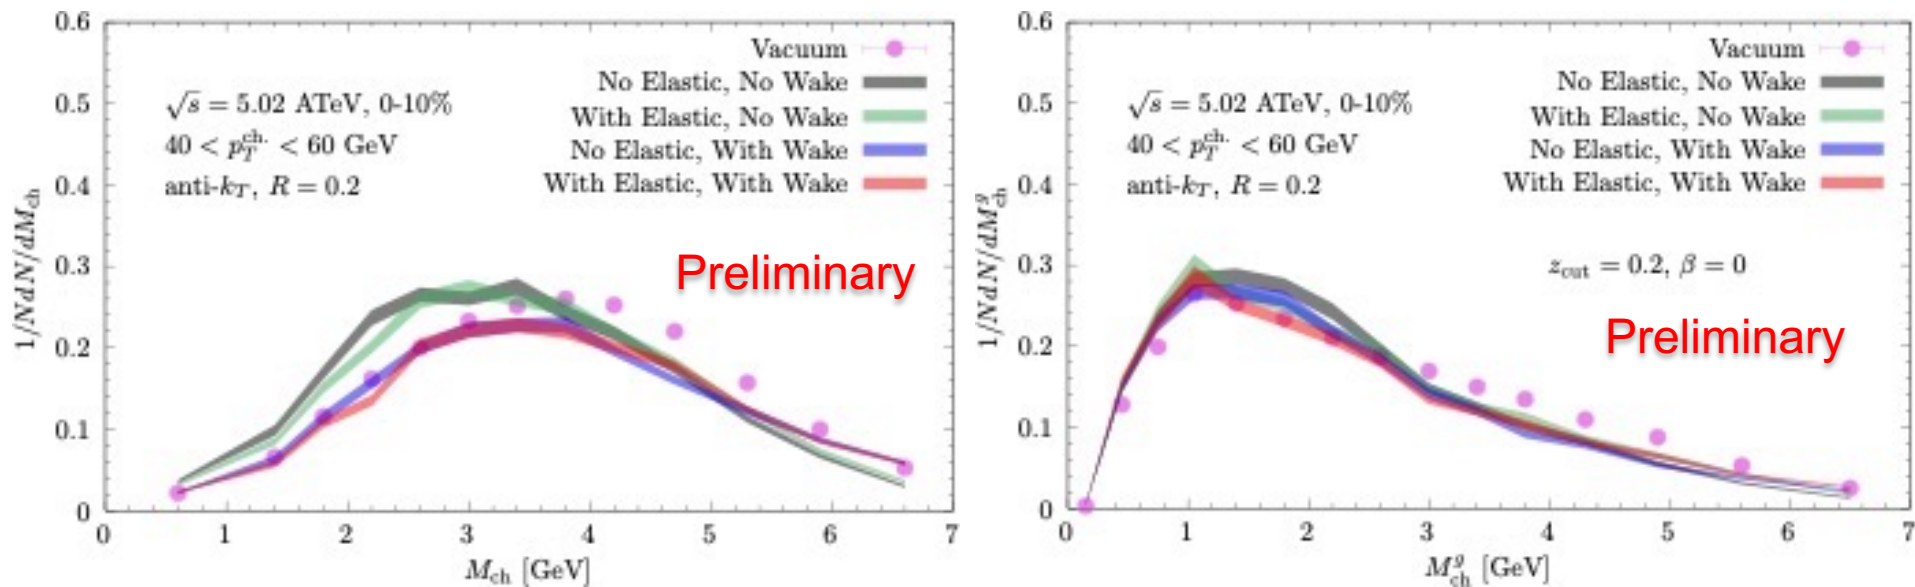 0.6
0.5
0.4
0.3
0.2
0.1
0
1/NdN/dM_ch
Vacuum
No Elastic, No Wake
With Elastic, No Wake
No Elastic, With Wake
With Elastic, With Wake
√s = 5.02 ATeV, 0-10%
40 < p_T^ch. < 60 GeV
anti-k_T, R = 0.2
Preliminary
0 1 2 3 4 5 6 7
M_ch [GeV]
0.6
0.5
0.4
0.3
0.2
0.1
0
1/NdN/dM_ch^g
Vacuum
No Elastic, No Wake
With Elastic, No Wake
No Elastic, With Wake
With Elastic, With Wake
√s = 5.02 ATeV, 0-10%
40 < p_T^ch. < 60 GeV
anti-k_T, R = 0.2
z_cut = 0.2, β = 0
Preliminary
0 1 2 3 4 5 6 7
M_ch^g [GeV]